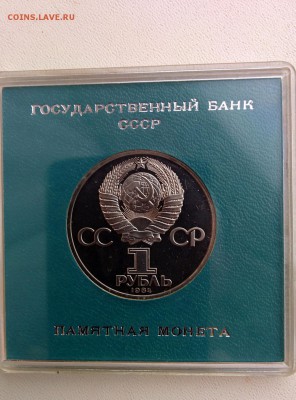 COINS.LAVE.RU
ГОСУДАРСТВЕННЫЙ БАНК
СССР
СС СР
1
РУБЛЬ
1984
ПАМЯТНАЯ МОНЕТА